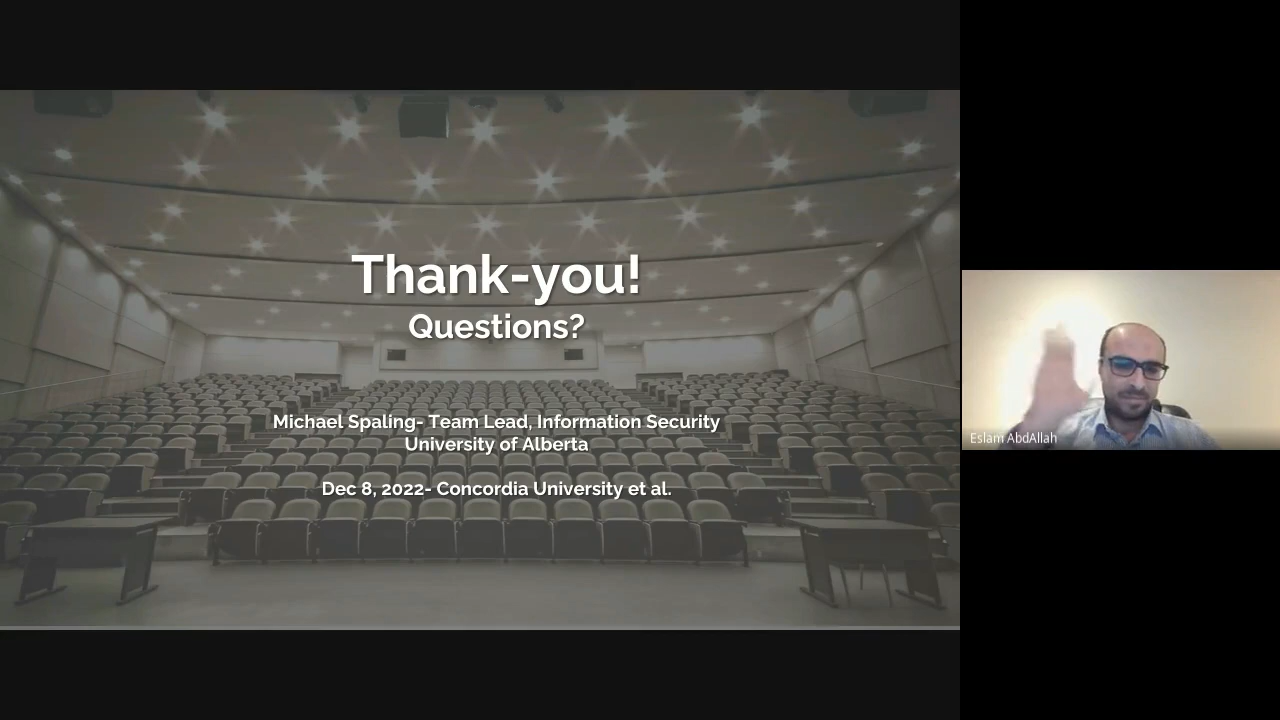 Thank-you!
Questions?
Michael Spaling- Team Lead, Information Security
University of Alberta
Dec 8, 2022- Concordia University et al.
Eslam AbdAllah